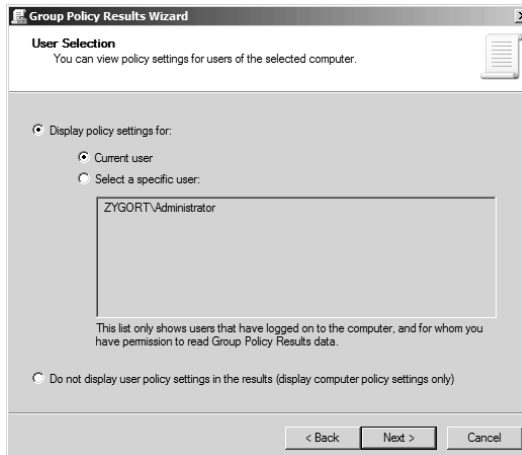 Group Policy Results Wizard
User Selection
You can view policy settings for users of the selected computer.
Display policy settings for:
Current user
Select a specific user:
ZYGORT\Administrator
This list only shows users that have logged on to the computer, and for whom you
have permission to read Group Policy Results data.
Do not display user policy settings in the results (display computer policy settings only)
< Back
Next >
Cancel